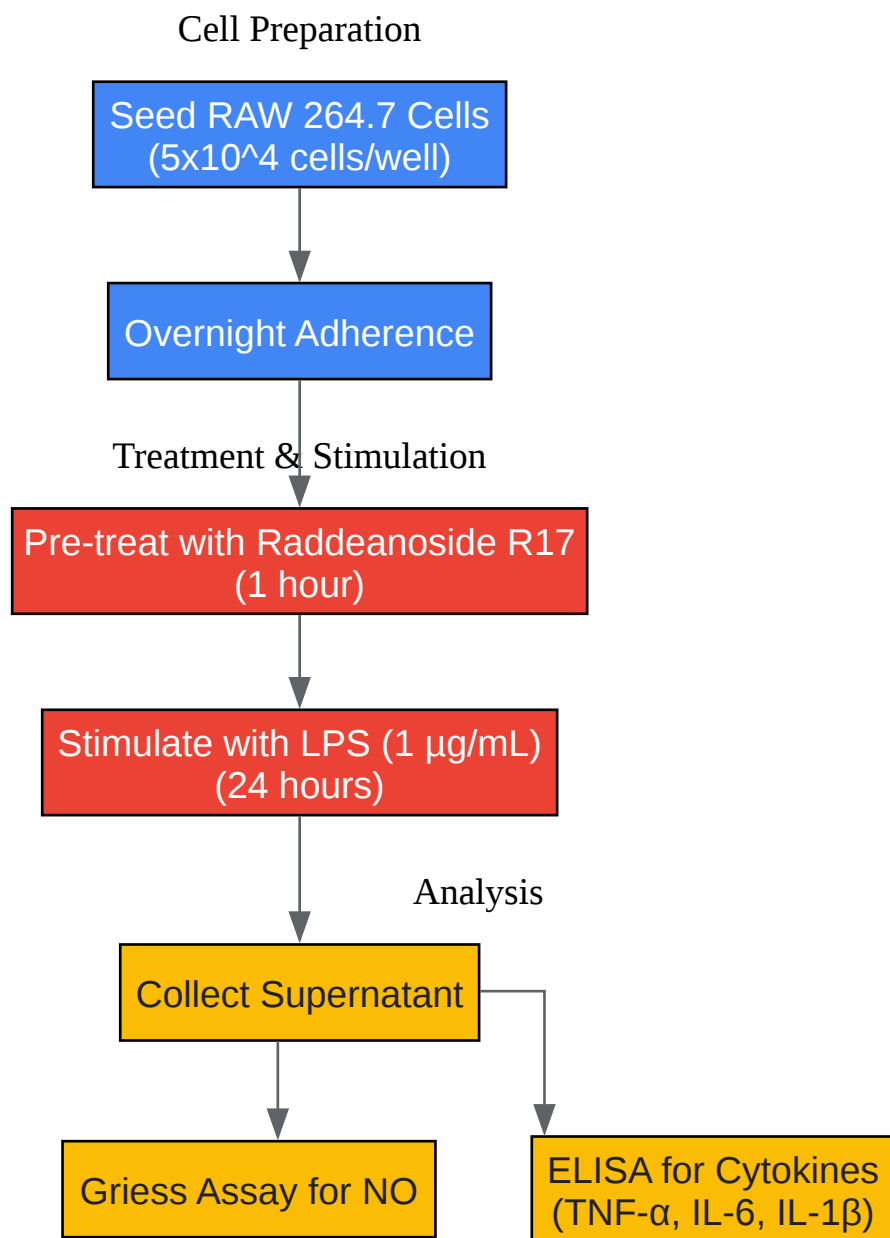 Cell Preparation
Seed RAW 264.7 Cells
(5x10^4 cells/well)
Overnight Adherence
Treatment & Stimulation
Pre-treat with Raddeanoside R17
(1 hour)
Stimulate with LPS (1 µg/mL)
(24 hours)
Analysis
Collect Supernatant
Griess Assay for NO
ELISA for Cytokines
(TNF-α, IL-6, IL-1β)